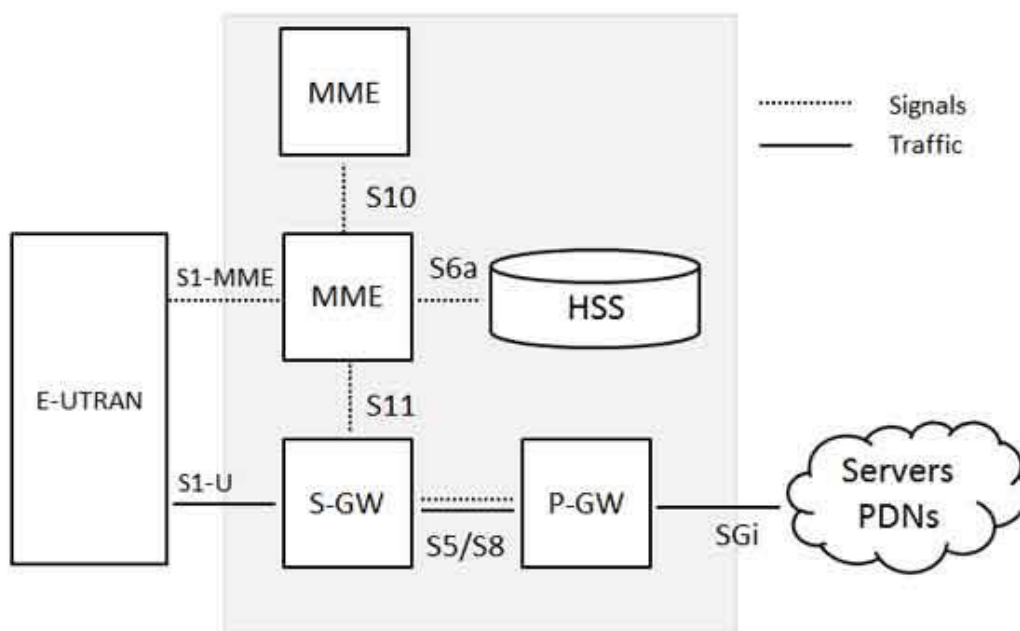 MME
Signals
Traffic
S10
S1-MME
MME
S6a
HSS
E-UTRAN
S11
S1-U
S-GW
S5/S8
P-GW
SGi
Servers
PDNs